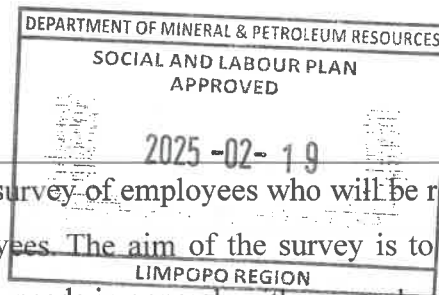 DEPARTMENT OF MINERAL & PETROLEUM RESOURCES
SOCIAL AND LABOUR PLAN
APPROVED
2025 -02- 19
survey of employees who will be r
yees. The aim of the survey is to
LIMPOPO REGION